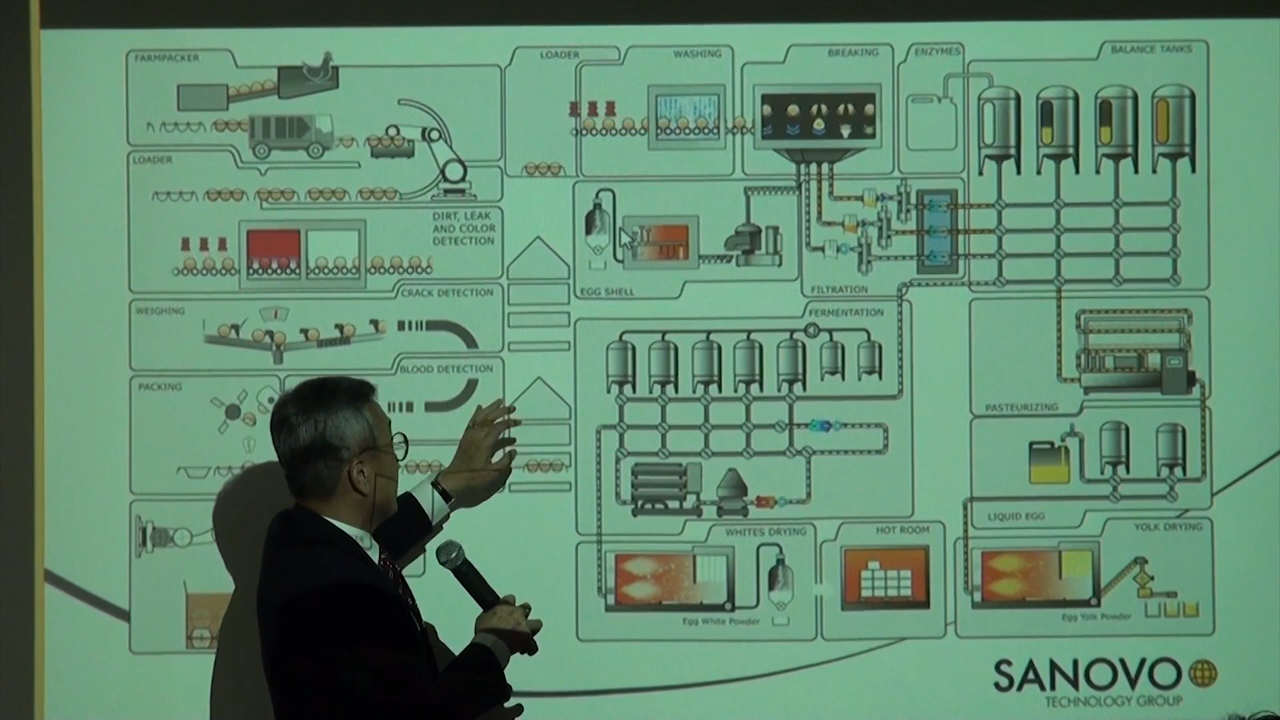 FARMPACKER
LOADER
WASHING
BREAKING
ENZYMES
BALANCE TANKS
LOADER
DIRT, LEAK
AND COLOR
DETECTION
EGG SHELL
FILTRATION
CRACK DETECTION
WEIGHING
FERMENTATION
BLOOD DETECTION
PACKING
PASTEURIZING
LIQUID EGG
WHITES DRYING
HOT ROOM
YOLK DRYING
Egg White Powder
Egg Yolk Powder
SANOVO
TECHNOLOGY GROUP